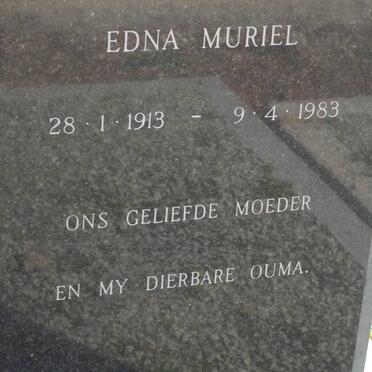 EDNA MURIEL
28 · 1 · 1913 - 9 · 4 · 1983
ONS GELIEFDE MOEDER
EN MY DIERBARE OUMA.